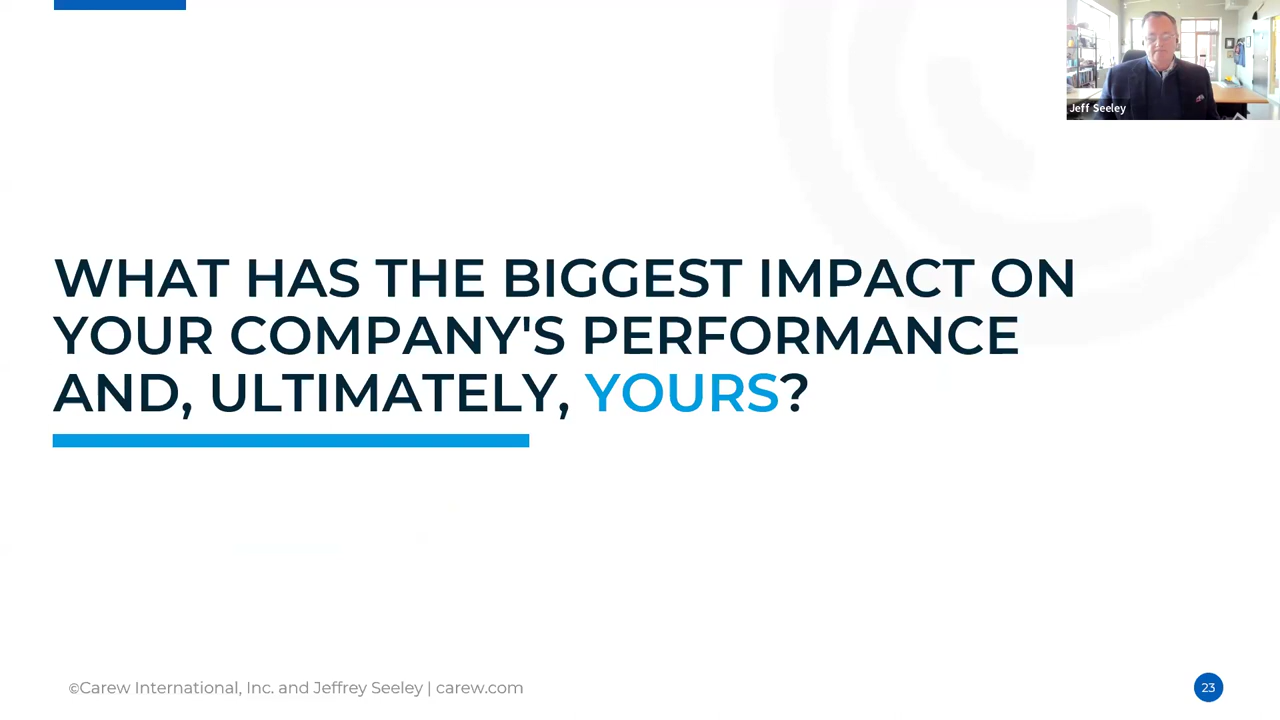 Jeff Seeley
WHAT HAS THE BIGGEST IMPACT ON
YOUR COMPANY'S PERFORMANCE
AND, ULTIMATELY, YOURS?
©Carew International, Inc. and Jeffrey Seeley | carew.com
23